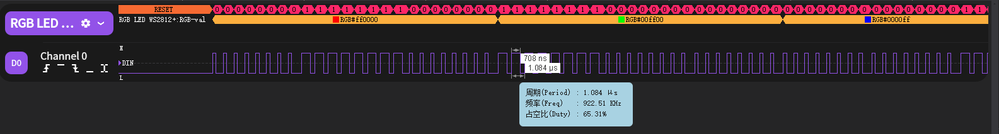 RESET 0 0 0 0 0 0 0 0 1 1 1 1 1 1 1 1 0 0 0 0 0 0 0 0 1 1 1 1 1 1 1 1 0 0 0 0 0 0 0 0 0 0 0 0 0 0 0 0 0 0 0 0 0 0 0 0 0 0 0 0 0 0 0 0 1 1
RGB LED ...
RGB LED WS2812+:RGB-val RGB#ff0000 RGB#00ff00 RGB#0000ff
H
D0
Channel 0
DIN
L
708 ns
1.084 μs
周期(Period) : 1.084 μs
频率(Freq) : 922.51 KHz
占空比(Duty) : 65.31%